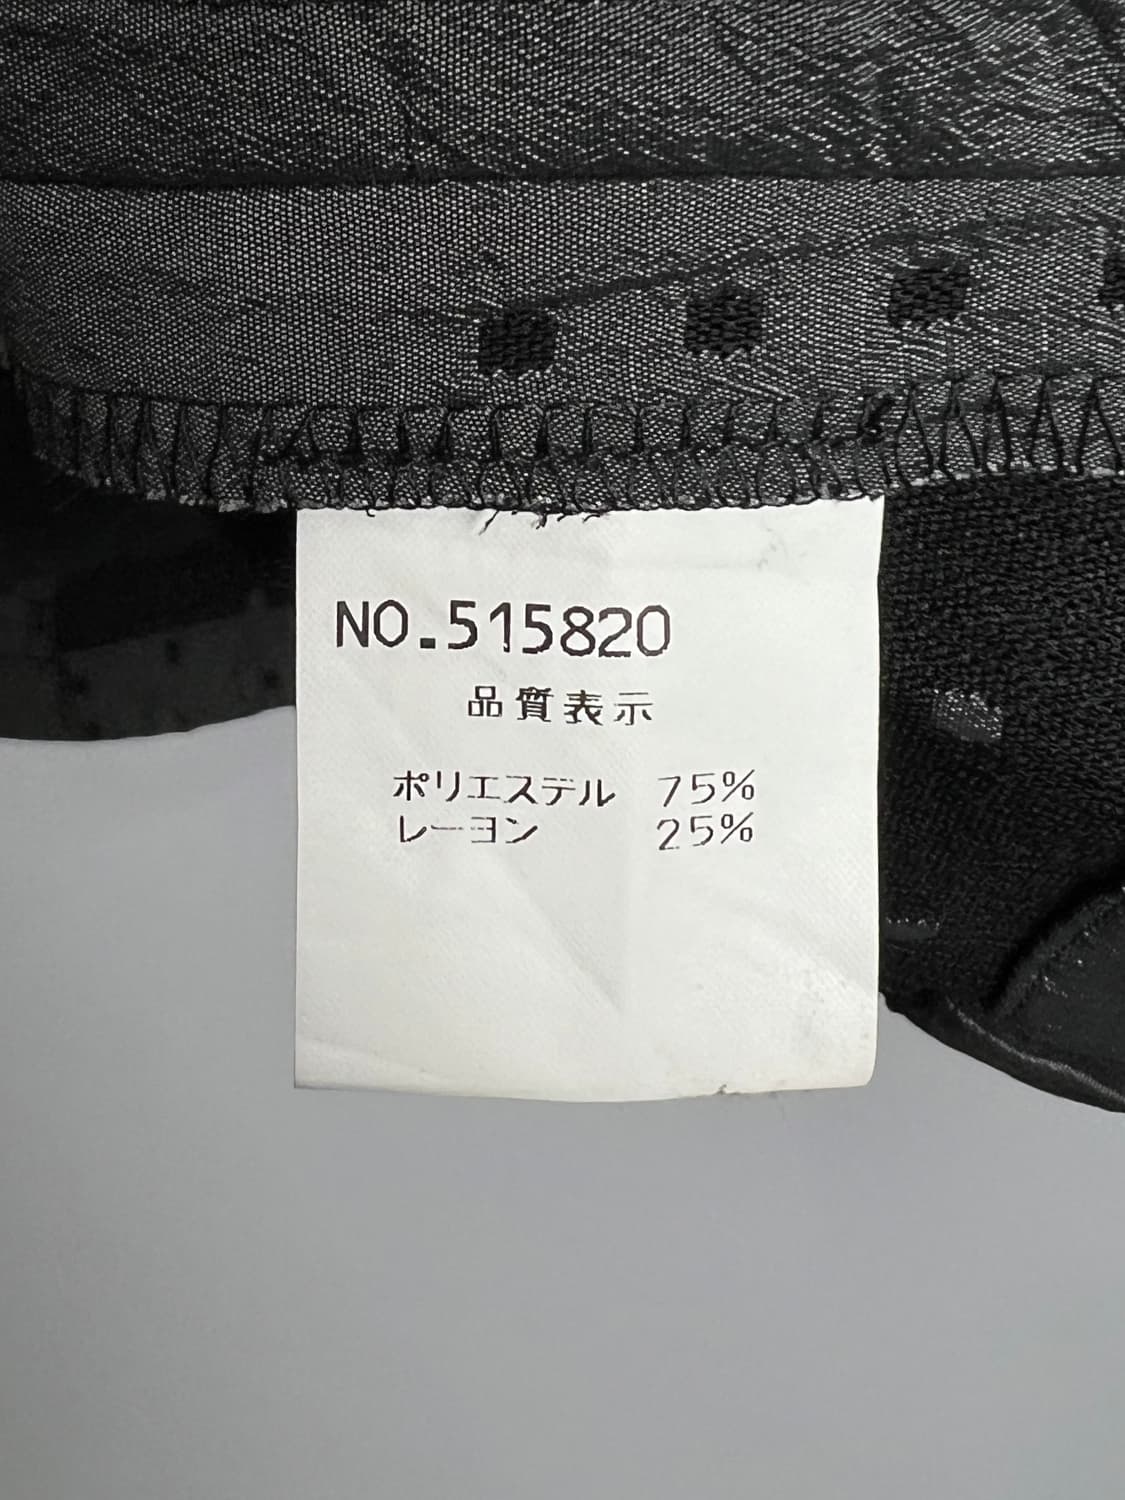 NO.515820
品質表示
ポリエステル 75%
レーヨン 25%